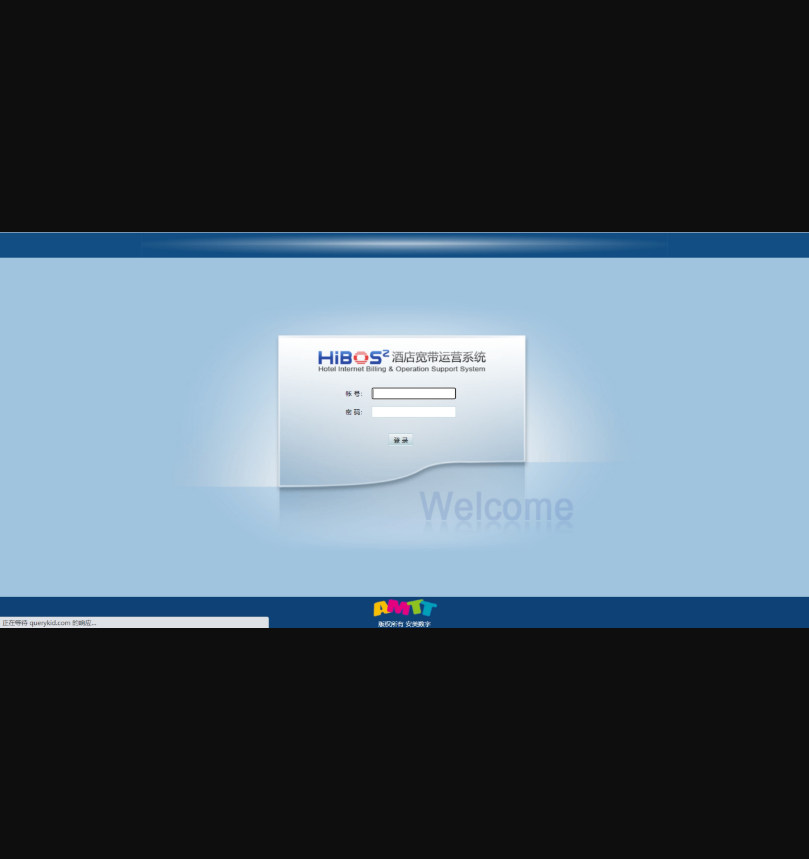 HiBOS² 酒店宽带运营系统
Hotel Internet Billing & Operation Support System
帐 号:
密 码:
登 录
Welcome
AMTT
版权所有 安美数字
正在等待 querykid.com 的响应...